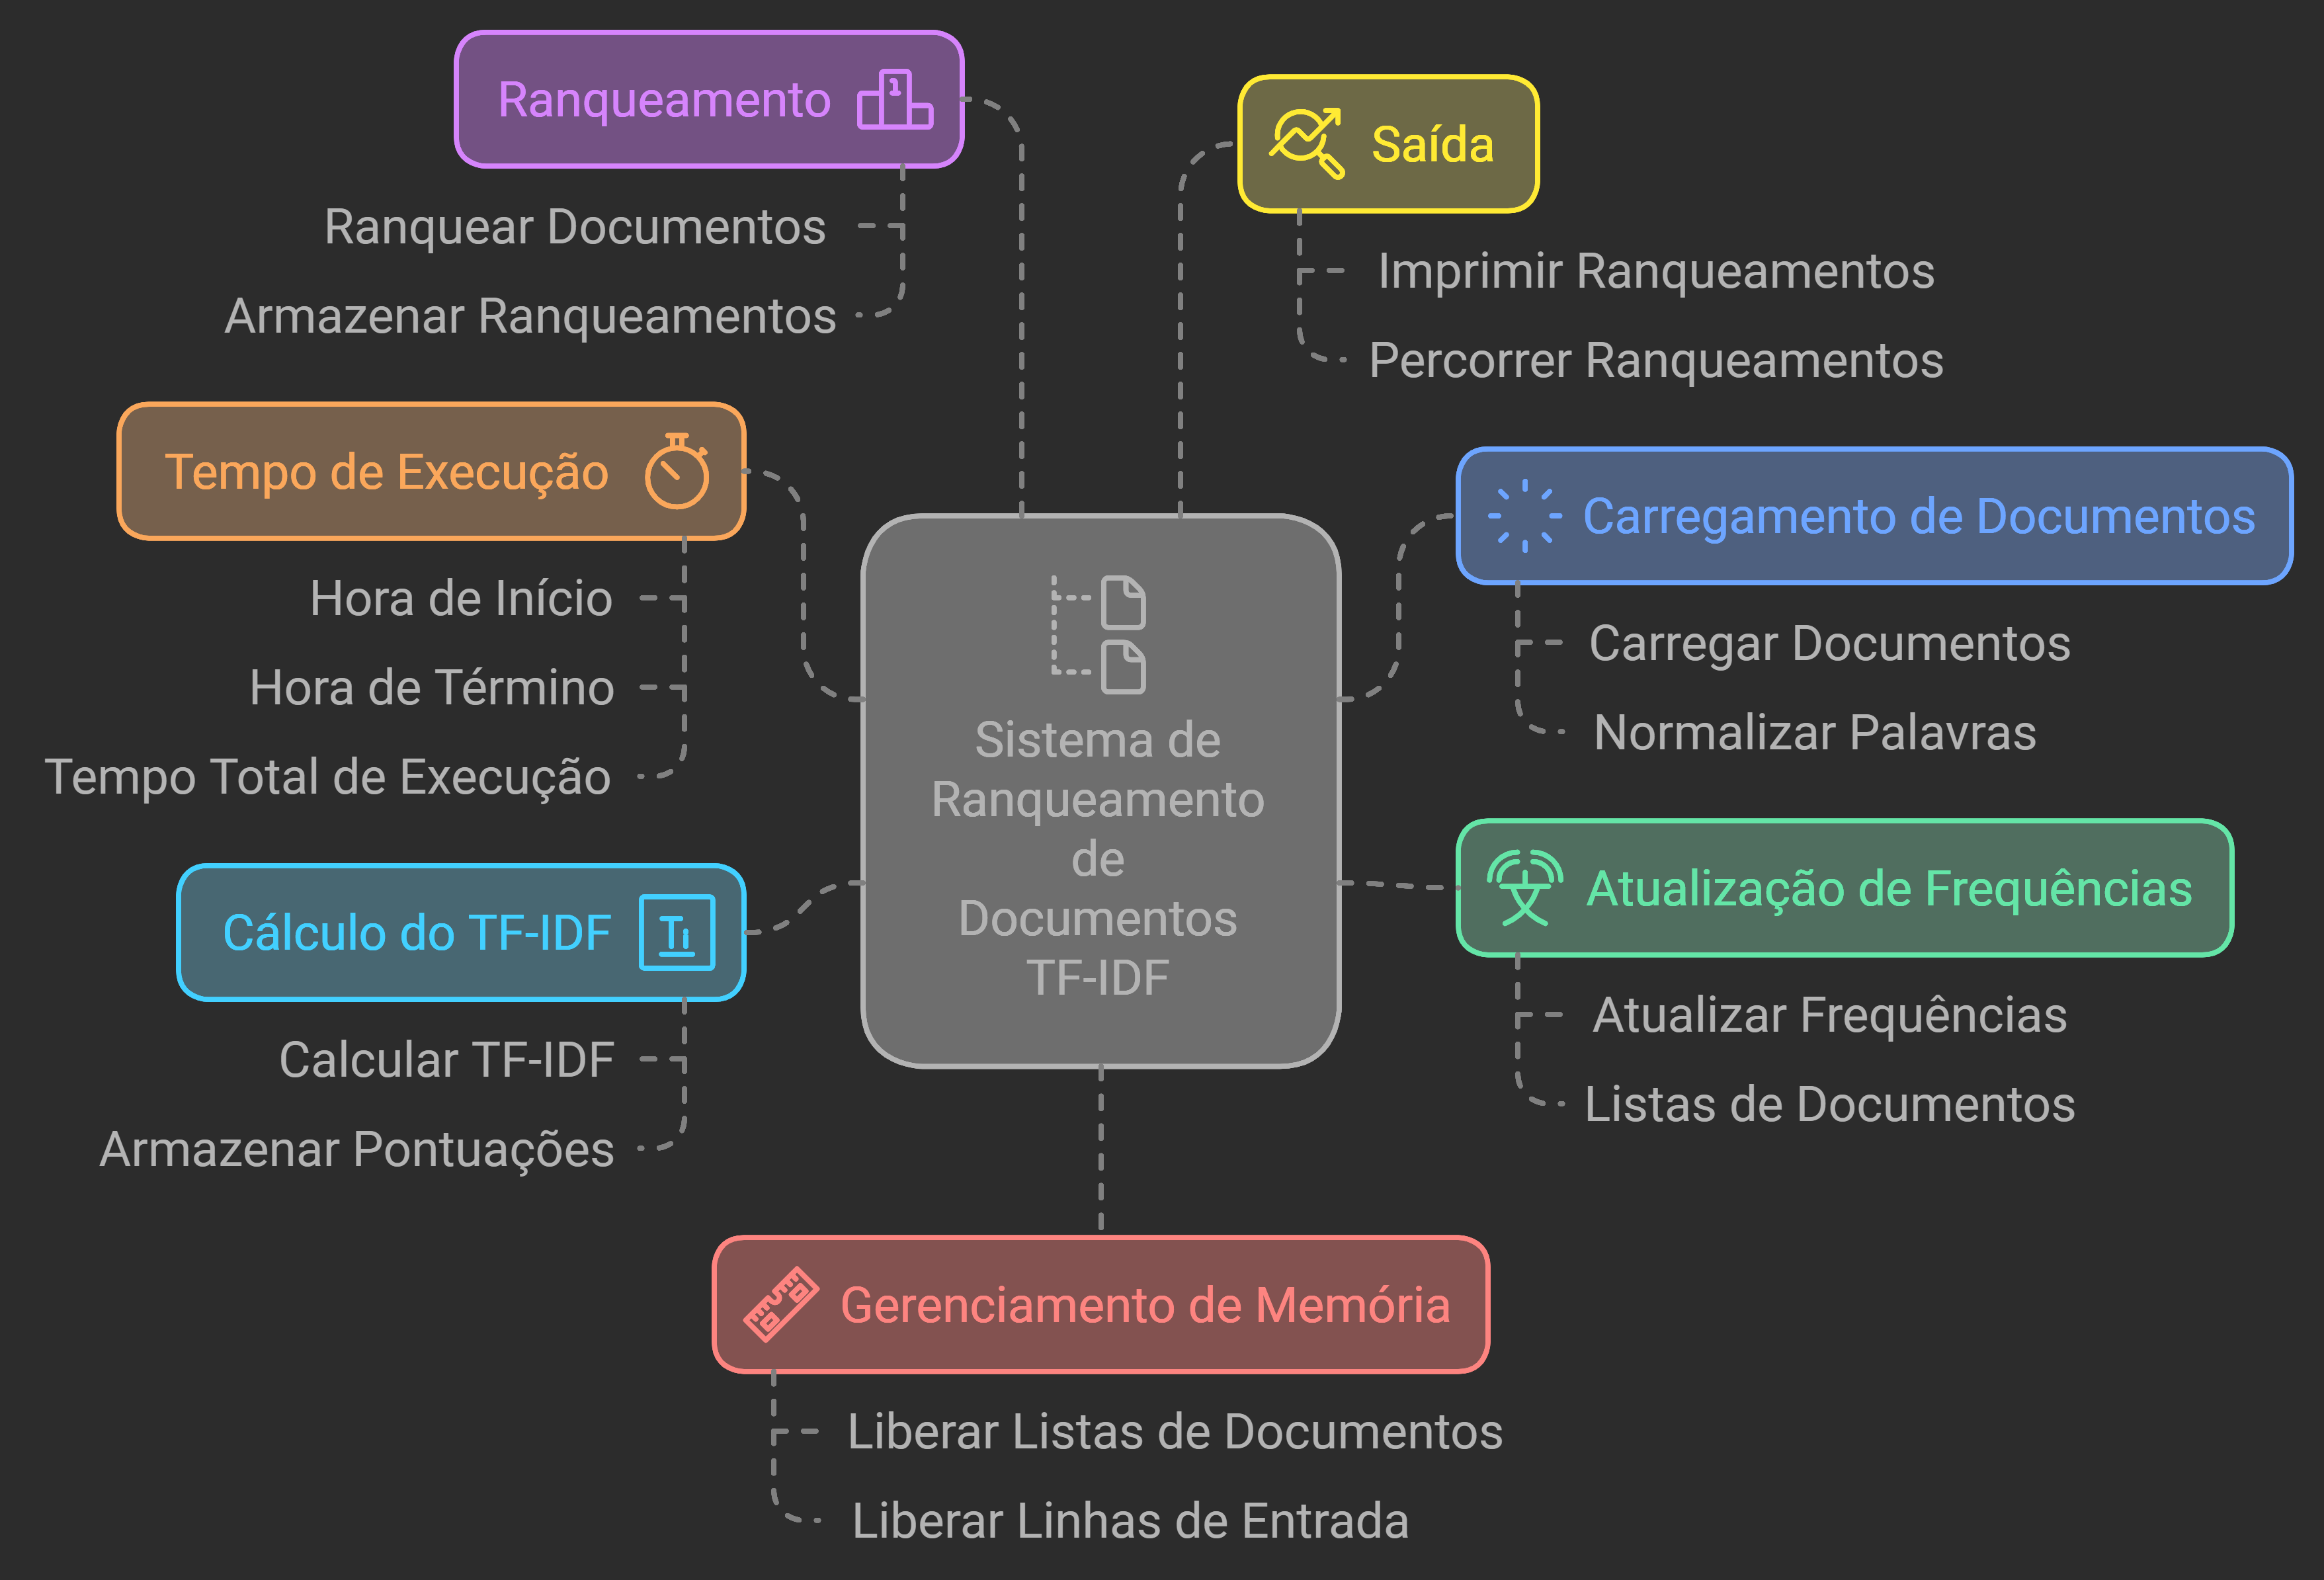 Ranqueamento
Ranquear Documentos
Armazenar Ranqueamentos
Saída
Imprimir Ranqueamentos
Percorrer Ranqueamentos
Tempo de Execução
Hora de Início
Hora de Término
Tempo Total de Execução
Carregamento de Documentos
Carregar Documentos
Normalizar Palavras
Sistema de
Ranqueamento
de
Documentos
TF-IDF
Cálculo do TF-IDF
Calcular TF-IDF
Armazenar Pontuações
Atualização de Frequências
Atualizar Frequências
Listas de Documentos
Gerenciamento de Memória
Liberar Listas de Documentos
Liberar Linhas de Entrada